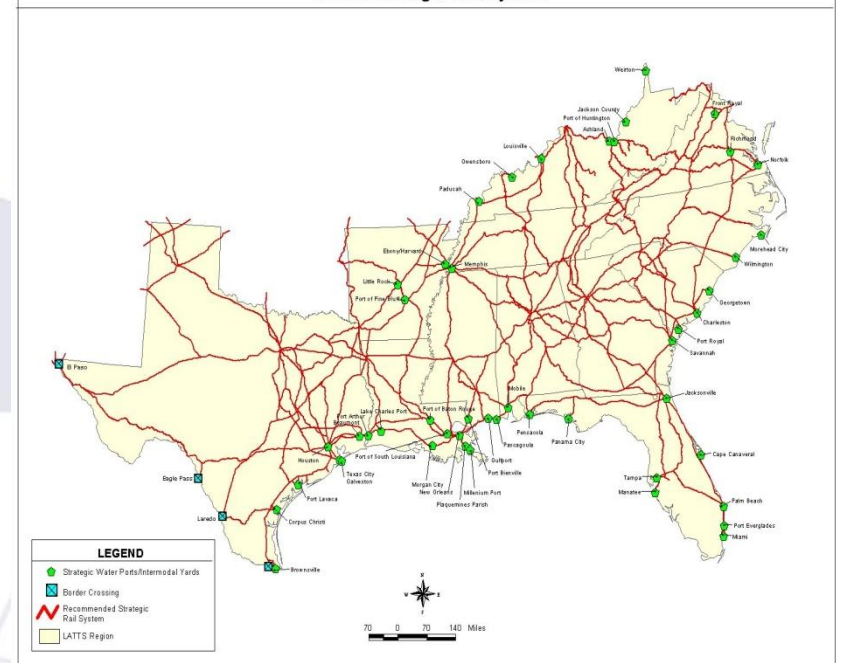 Weirton
Jackson County
Port of Huntington
Ashland
Front Royal
Richmond
Norfolk
Louisville
Owensboro
Paducah
Morehead City
Wilmington
Ebony/Harvard
Memphis
Little Rock
Port of Pine Bluff
Georgetown
Charleston
Port Royal
Savannah
El Paso
Jacksonville
Mobile
Lake Charles Port
Port of Baton Rouge
Port Arthur
Beaumont
Pensacola
Pascagoula
Panama City
Houston
Port of South Louisiana
Gulfport
Port Bienville
Cape Canaveral
Texas City
Galveston
Eagle Pass
Morgan City
New Orleans
Millenium Port
Plaquemines Parish
Tampa
Manatee
Port Lavaca
Palm Beach
Laredo
Corpus Christi
Port Everglades
Miami
Brownsville
LEGEND
Strategic Water Ports/Intermodal Yards
Border Crossing
Recommended Strategic
Rail System
LATTS Region
N
W E
S
70 0 70 140 Miles